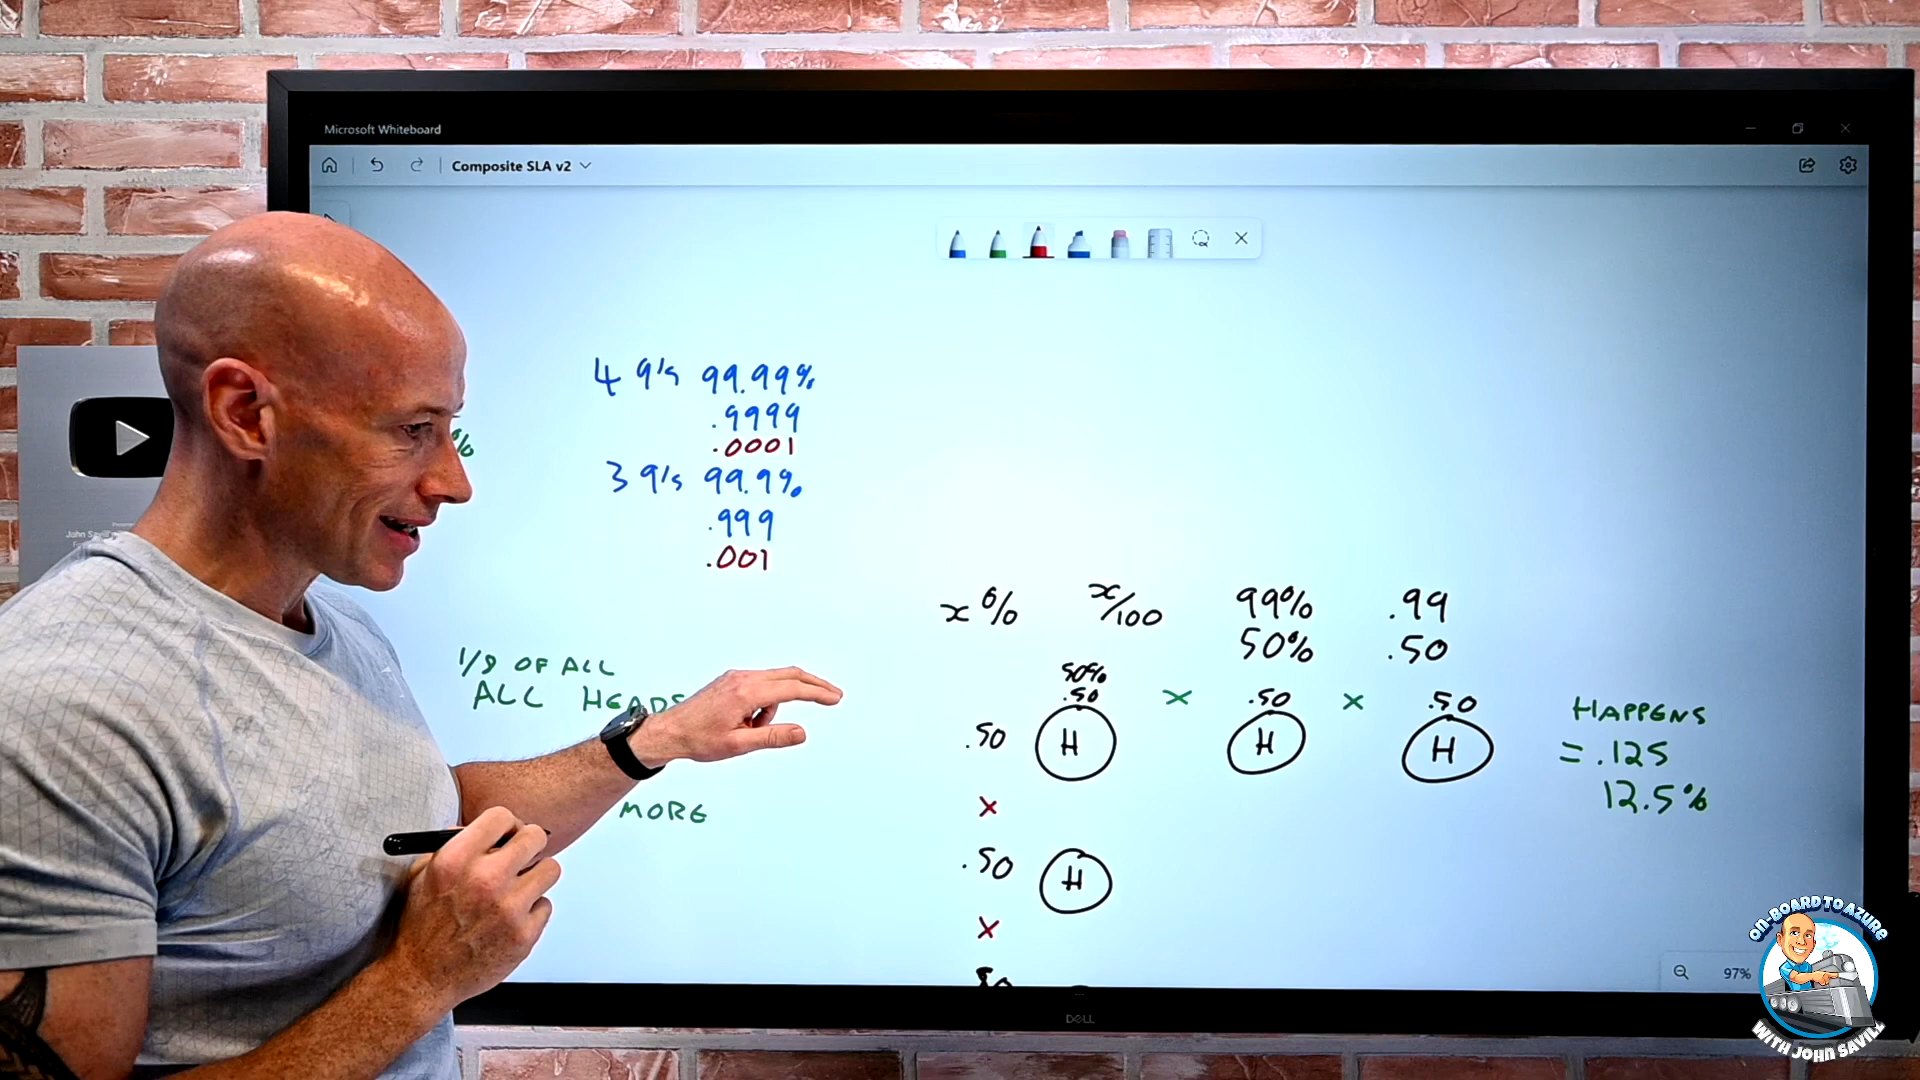 Microsoft Whiteboard
Composite SLA v2
4 9's 99.99%
.9999
.0001
3 9's 99.9%
.999
.001
%
x% x/100 99% .99
50% .50
1/8 OF ALL
ALL HEADS
MORE
50%
.50 x .50 x .50
.50 H H H
x
.50 H
x
HAPPENS
= .125
12.5%
97%
DELL
ON-BOARD TO AZURE
WITH JOHN SAVILL